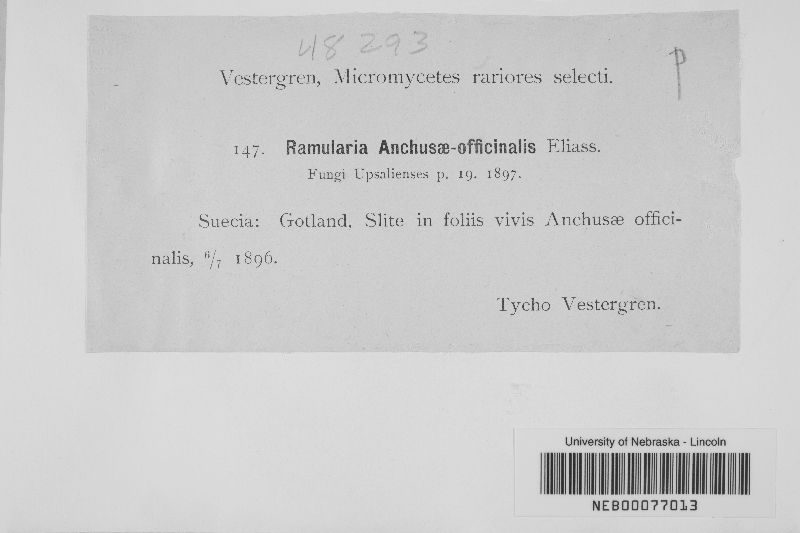 48293
p
Vestergren, Micromycetes rariores selecti.
147. Ramularia Anchusæ-officinalis Eliass.
Fungi Upsalienses p. 19. 1897.
Suecia: Gotland, Slite in foliis vivis Anchusæ offici-
nalis, 6/7 1896.
Tycho Vestergren.
University of Nebraska - Lincoln
NEB00077013